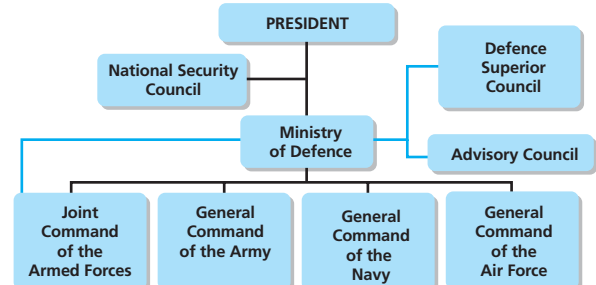 PRESIDENT
National Security
Council
Defence
Superior
Council
Ministry
of Defence
Advisory Council
Joint
Command
of the
Armed Forces
General
Command
of the Army
General
Command
of the
Navy
General
Command
of the
Air Force